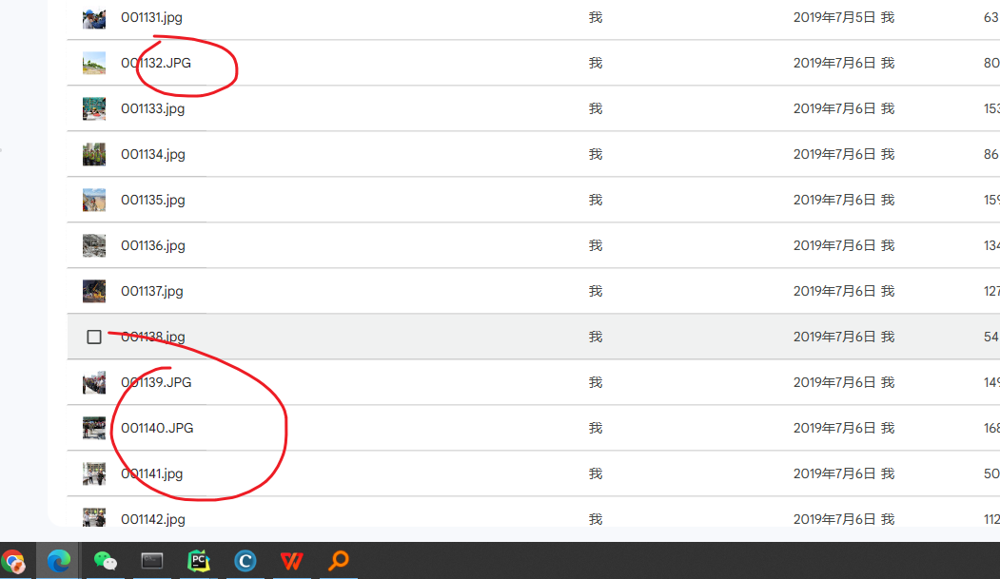 001131.jpg 我 2019年7月5日 我 63
001132.JPG 我 2019年7月6日 我 80
001133.jpg 我 2019年7月6日 我 153
001134.jpg 我 2019年7月6日 我 86
001135.jpg 我 2019年7月6日 我 159
001136.jpg 我 2019年7月6日 我 134
001137.jpg 我 2019年7月6日 我 127
001138.jpg 我 2019年7月6日 我 54
001139.JPG 我 2019年7月6日 我 149
001140.JPG 我 2019年7月6日 我 168
001141.jpg 我 2019年7月6日 我 50
001142.jpg 我 2019年7月6日 我 112
PC C W